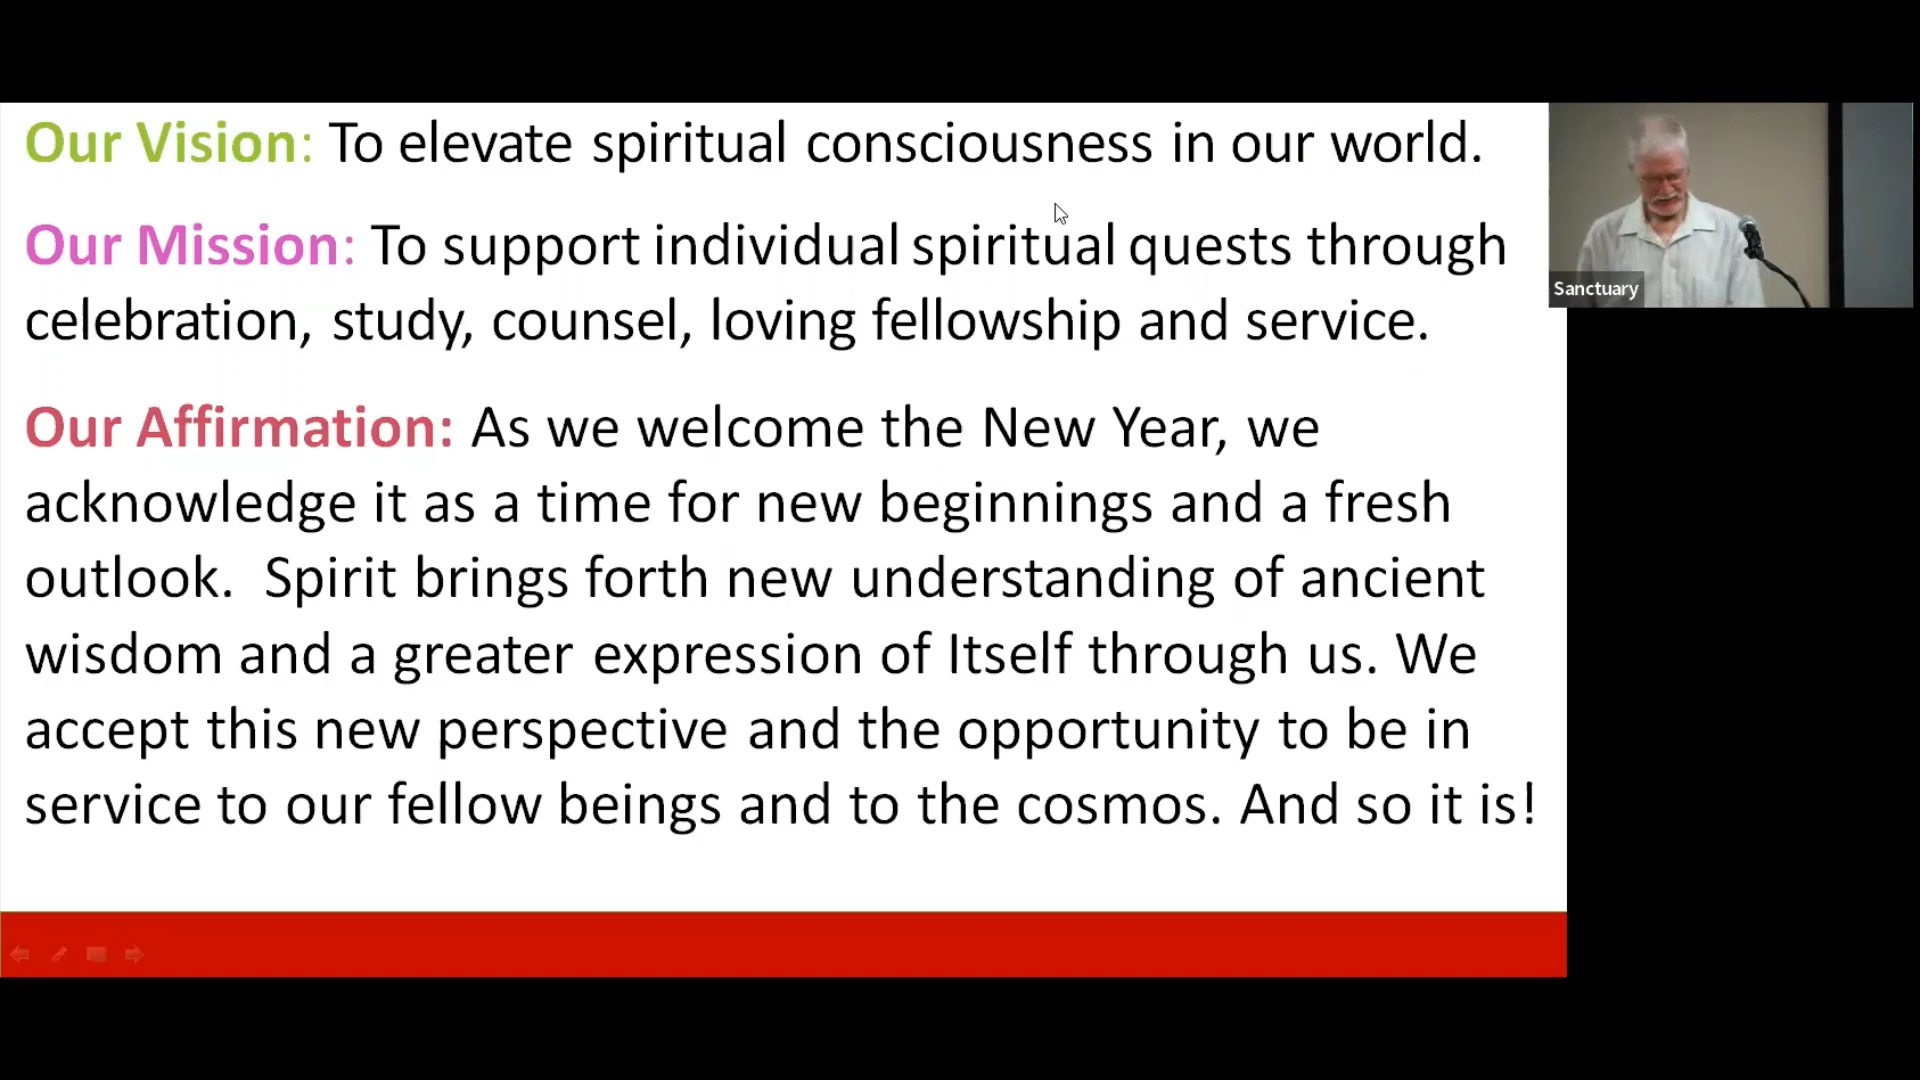 Our Vision: To elevate spiritual consciousness in our world.
Our Mission: To support individual spiritual quests through
celebration, study, counsel, loving fellowship and service.
Our Affirmation: As we welcome the New Year, we
acknowledge it as a time for new beginnings and a fresh
outlook.  Spirit brings forth new understanding of ancient
wisdom and a greater expression of Itself through us. We
accept this new perspective and the opportunity to be in
service to our fellow beings and to the cosmos. And so it is!
Sanctuary